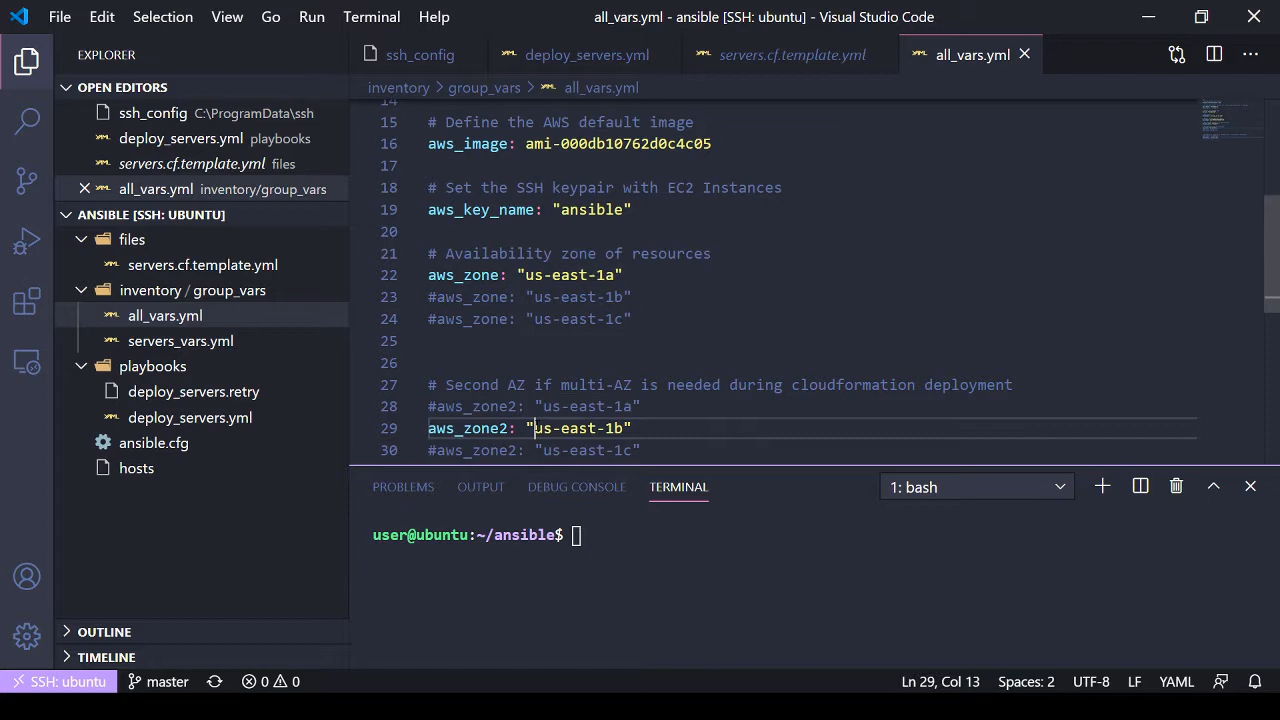 File Edit Selection View Go Run Terminal Help
all_vars.yml - ansible [SSH: ubuntu] - Visual Studio Code
EXPLORER
OPEN EDITORS
ssh_config C:\ProgramData\ssh
deploy_servers.yml playbooks
servers.cf.template.yml files
all_vars.yml inventory/group_vars
ANSIBLE [SSH: UBUNTU]
files
servers.cf.template.yml
inventory / group_vars
all_vars.yml
servers_vars.yml
playbooks
deploy_servers.retry
deploy_servers.yml
ansible.cfg
hosts
OUTLINE
TIMELINE
ssh_config deploy_servers.yml servers.cf.template.yml all_vars.yml
inventory group_vars all_vars.yml
14
15 # Define the AWS default image
16 aws_image: ami-000db10762d0c4c05
17
18 # Set the SSH keypair with EC2 Instances
19 aws_key_name: "ansible"
20
21 # Availability zone of resources
22 aws_zone: "us-east-1a"
23 #aws_zone: "us-east-1b"
24 #aws_zone: "us-east-1c"
25
26
27 # Second AZ if multi-AZ is needed during cloudformation deployment
28 #aws_zone2: "us-east-1a"
29 aws_zone2: "us-east-1b"
30 #aws_zone2: "us-east-1c"
PROBLEMS OUTPUT DEBUG CONSOLE TERMINAL 1: bash
user@ubuntu:~/ansible$
SSH: ubuntu master 0 0 Ln 29, Col 13 Spaces: 2 UTF-8 LF YAML